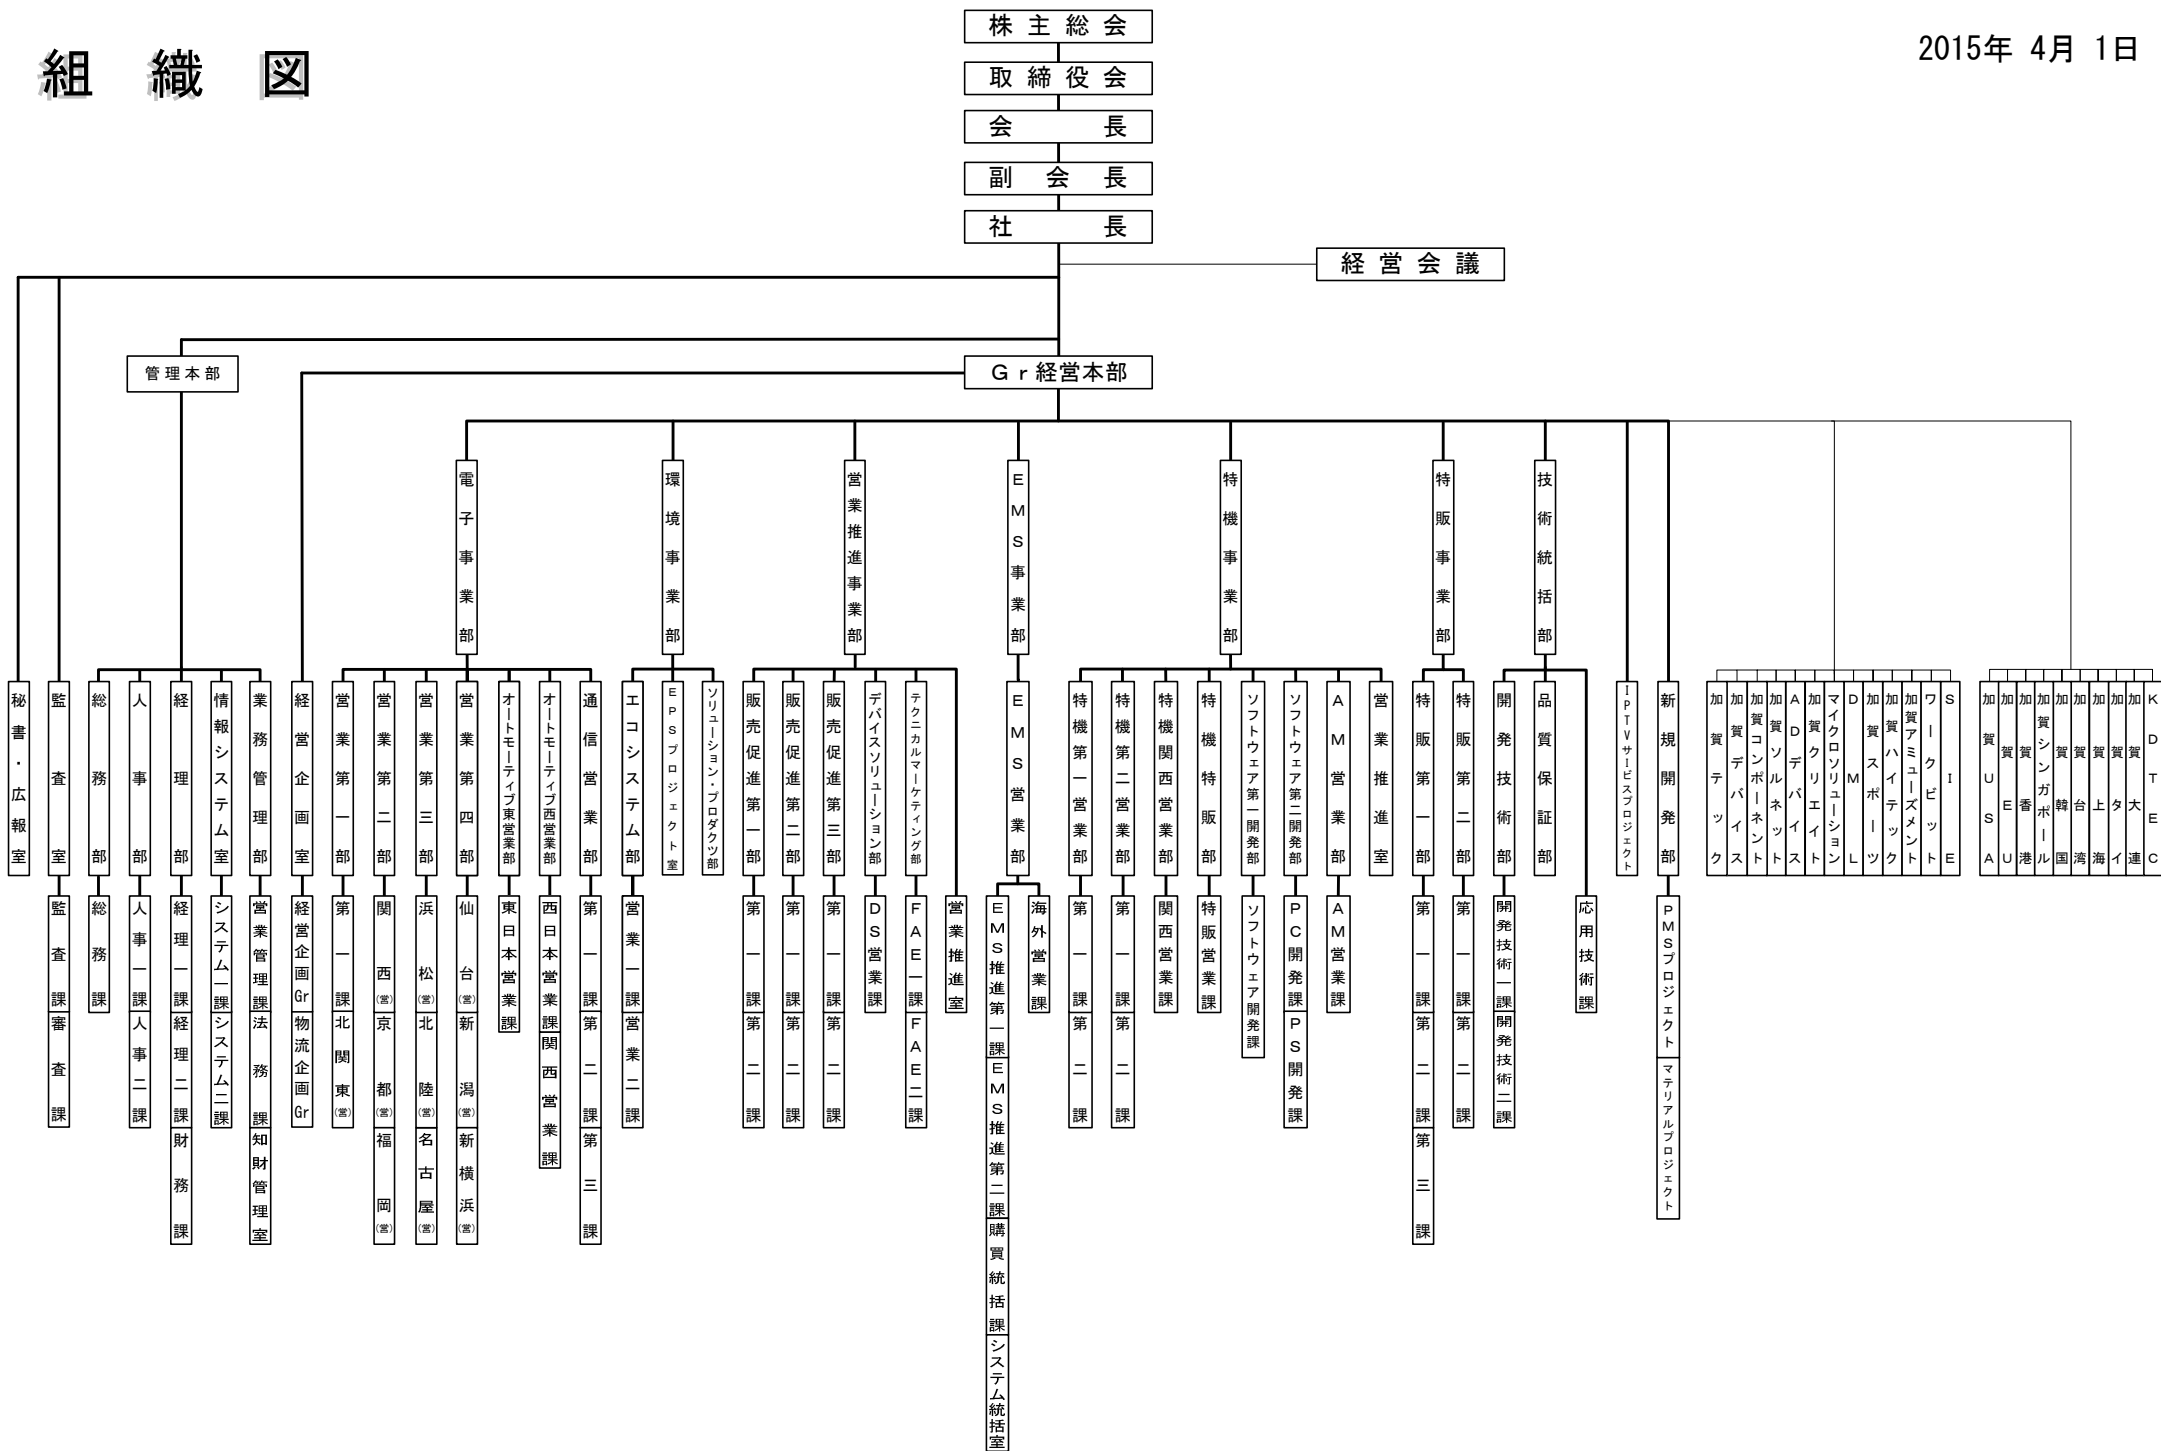 組織図
2015年 4月 1日
株主総会
取締役会
会長
副会長
社長
経営会議
管理本部
Ｇｒ経営本部
電子事業部
環境事業部
営業推進事業部
ＥＭＳ事業部
特機事業部
特販事業部
技術統括部
秘書・広報室
監査室
総務部
人事部
経理部
情報システム室
業務管理部
経営企画室
営業第一部
営業第二部
営業第三部
営業第四部
オートモーティブ東営業部
オートモーティブ西営業部
通信営業部
エコシステム部
ＥＰＳプロジェクト室
ソリューション・プロダクツ部
販売促進第一部
販売促進第二部
販売促進第三部
デバイスソリューション部
テクニカルマーケティング部
ＥＭＳ営業部
特機第一営業部
特機第二営業部
特機関西営業部
特機特販部
ソフトウェア第一開発部
ソフトウェア第二開発部
ＡＭ営業部
営業推進室
特販第一部
特販第二部
開発技術部
品質保証部
ＩＰＴＶサービスプロジェクト
新規開発部
加賀テック
加賀デバイス
加賀コンポーネント
加賀ソルネット
ＡＤデバイス
加賀クリエイト
マイクロソリューション
ＤＭＬ
加賀スポーツ
加賀ハイテック
加賀アミューズメント
ワークビット
ＳＩＥ
加賀ＵＳＡ
加賀ＥＵ
加賀香港
加賀シンガポール
加賀韓国
加賀台湾
加賀上海
加賀タイ
加賀大連
ＫＤＴＥＣ
監査課
審査課
総務課
人事一課
人事二課
経理一課
経理二課
財務課
システム一課
システム二課
営業管理課
法務課
知財管理室
経営企画Gr
物流企画Gr
第一課
北関東(営)
関西(営)
京都(営)
福岡(営)
浜松(営)
北陸(営)
名古屋(営)
仙台(営)
新潟(営)
新横浜(営)
東日本営業課
西日本営業課
関西営業課
第一課
第二課
第三課
営業一課
営業二課
第一課
第二課
第一課
第二課
第一課
第二課
ＤＳ営業課
ＦＡＥ一課
ＦＡＥ二課
営業推進室
ＥＭＳ推進第一課
ＥＭＳ推進第二課
購買統括課
システム統括室
海外営業課
第一課
第二課
第一課
第二課
関西営業課
特販営業課
ソフトウェア開発課
ＰＣ開発課
ＰＳ開発課
ＡＭ営業課
第一課
第二課
第三課
第一課
第二課
開発技術一課
開発技術二課
応用技術課
ＰＭＳプロジェクト
マテリアルプロジェクト